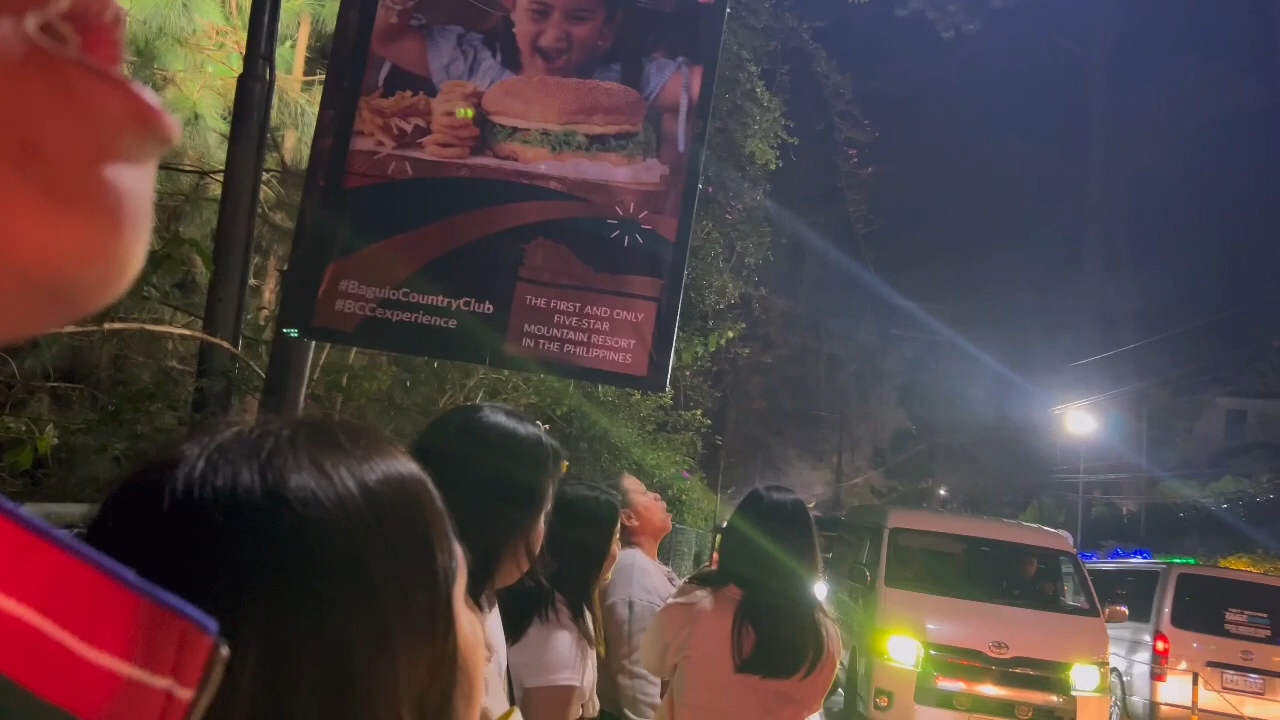 #BaguioCountryClub
#BCCexperience
THE FIRST AND ONLY
FIVE-STAR
MOUNTAIN RESORT
IN THE PHILIPPINES